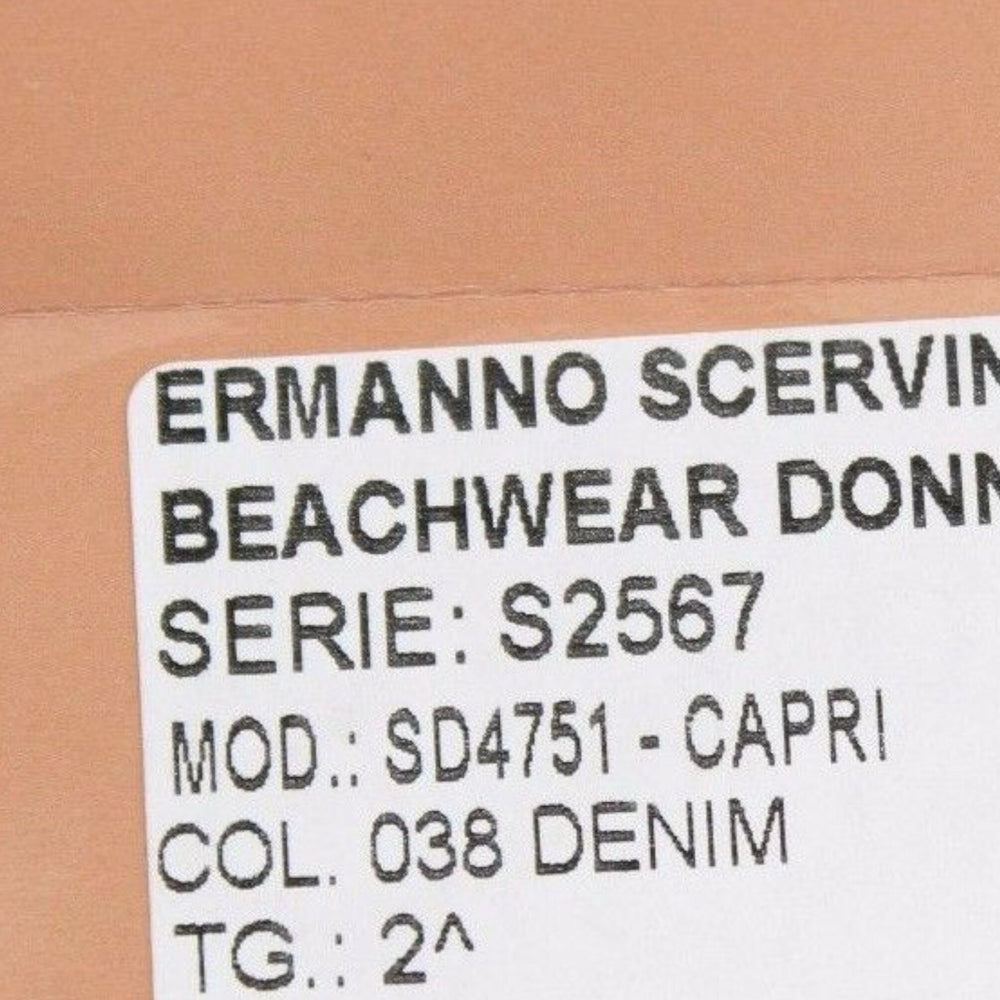 ERMANNO SCERVIN
BEACHWEAR DONN
SERIE: S2567
MOD.: SD4751 - CAPRI
COL. 038 DENIM
TG.: 2^